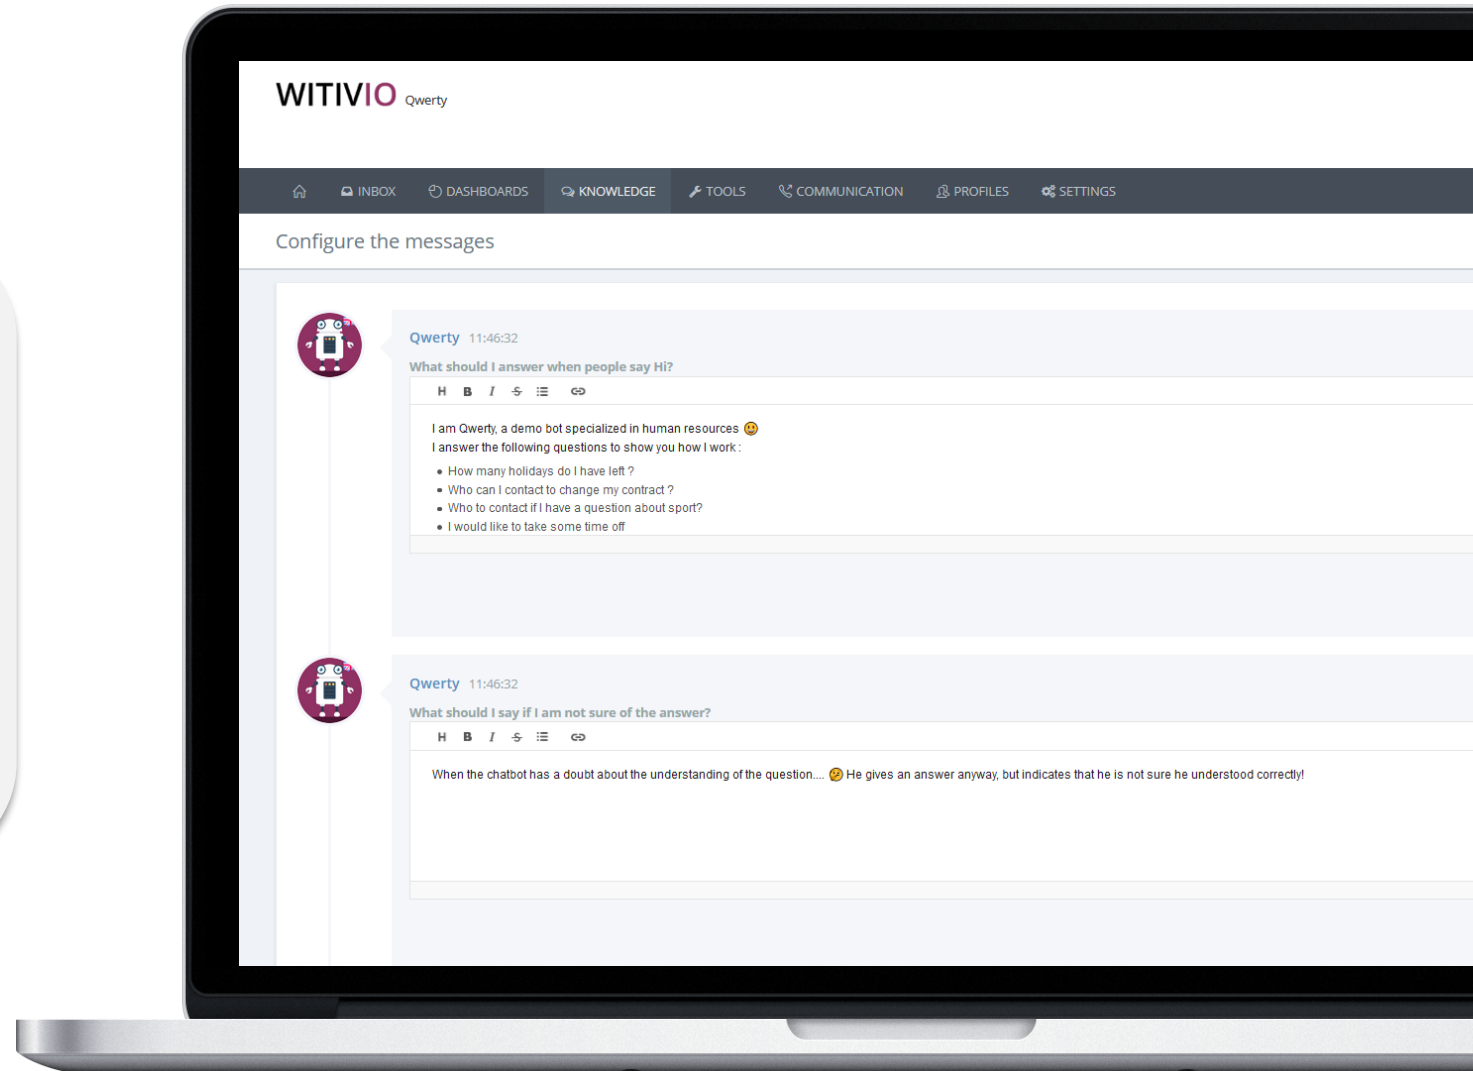 WITIVIO Qwerty
INBOX DASHBOARDS KNOWLEDGE TOOLS COMMUNICATION PROFILES SETTINGS
Configure the messages
Qwerty 11:46:32
What should I answer when people say Hi?
H B I S
I am Qwerty, a demo bot specialized in human resources 😀
I answer the following questions to show you how I work :
• How many holidays do I have left ?
• Who can I contact to change my contract ?
• Who to contact if I have a question about sport?
• I would like to take some time off
Qwerty 11:46:32
What should I say if I am not sure of the answer?
H B I S
When the chatbot has a doubt about the understanding of the question.... 🤔 He gives an answer anyway, but indicates that he is not sure he understood correctly!